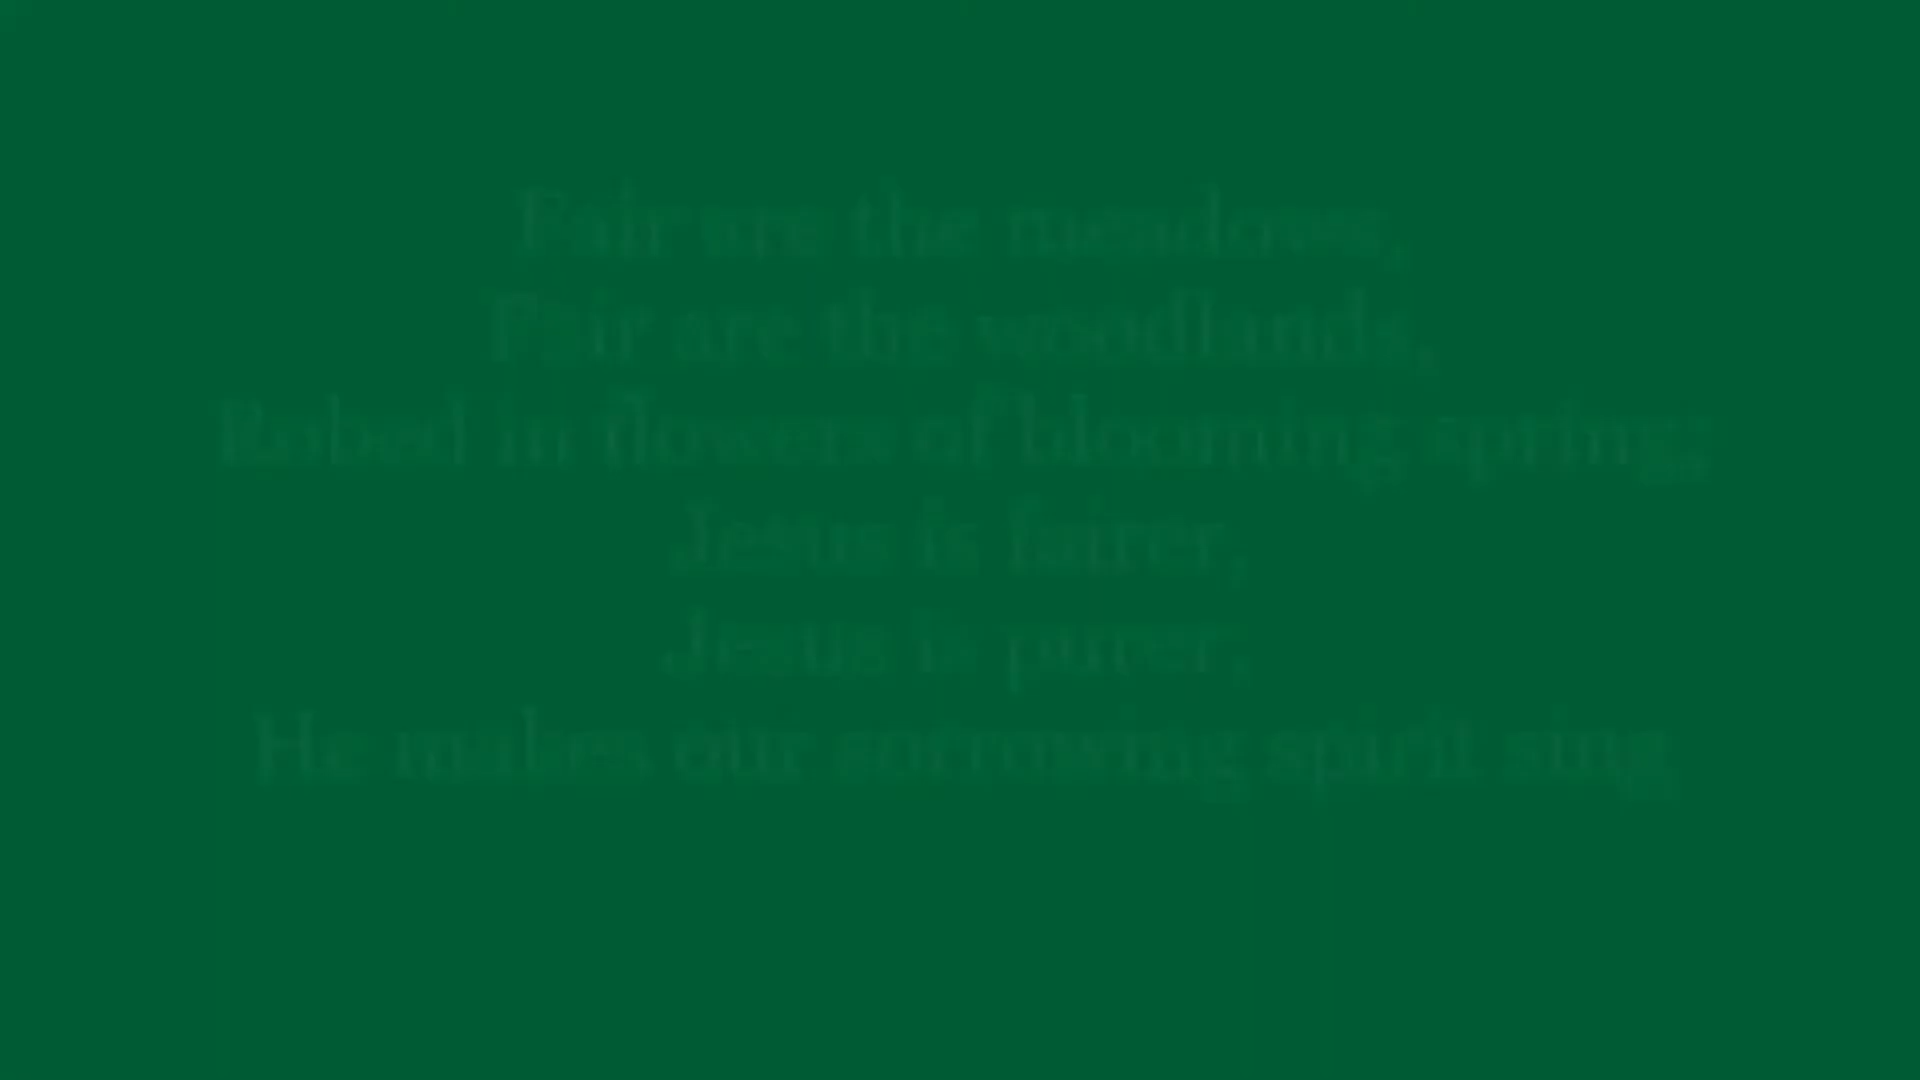 Fair are the meadows,
Fair are the woodlands,
Robed in flowers of blooming spring;
Jesus is fairer,
Jesus is purer,
He makes our sorrowing spirit sing.